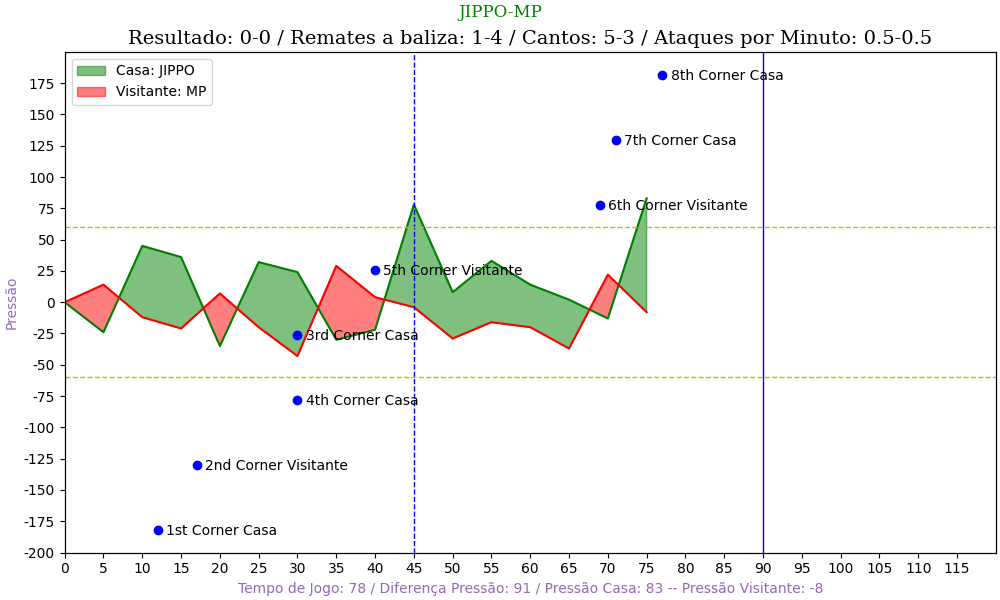 JIPPO-MP
Resultado: 0-0 / Remates a baliza: 1-4 / Cantos: 5-3 / Ataques por Minuto: 0.5-0.5
Casa: JIPPO
Visitante: MP
8th Corner Casa
7th Corner Casa
6th Corner Visitante
5th Corner Visitante
3rd Corner Casa
4th Corner Casa
2nd Corner Visitante
1st Corner Casa
Pressão
175
150
125
100
75
50
25
0
-25
-50
-75
-100
-125
-150
-175
-200
0 5 10 15 20 25 30 35 40 45 50 55 60 65 70 75 80 85 90 95 100 105 110 115
Tempo de Jogo: 78 / Diferença Pressão: 91 / Pressão Casa: 83 -- Pressão Visitante: -8